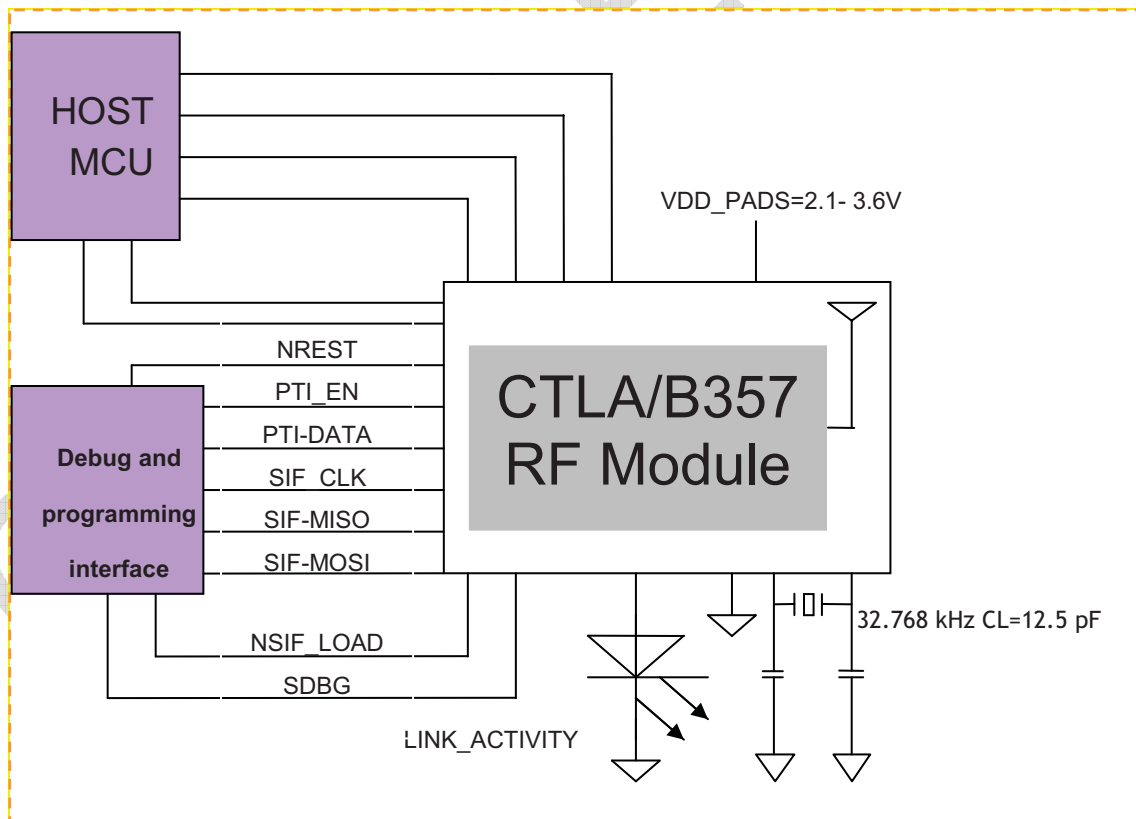 HOST
MCU
VDD_PADS=2.1- 3.6V
NREST
PTI_EN
PTI-DATA
SIF_CLK
SIF-MISO
SIF-MOSI
Debug and
programming
interface
CTLA/B357
RF Module
32.768 kHz CL=12.5 pF
NSIF_LOAD
SDBG
LINK_ACTIVITY